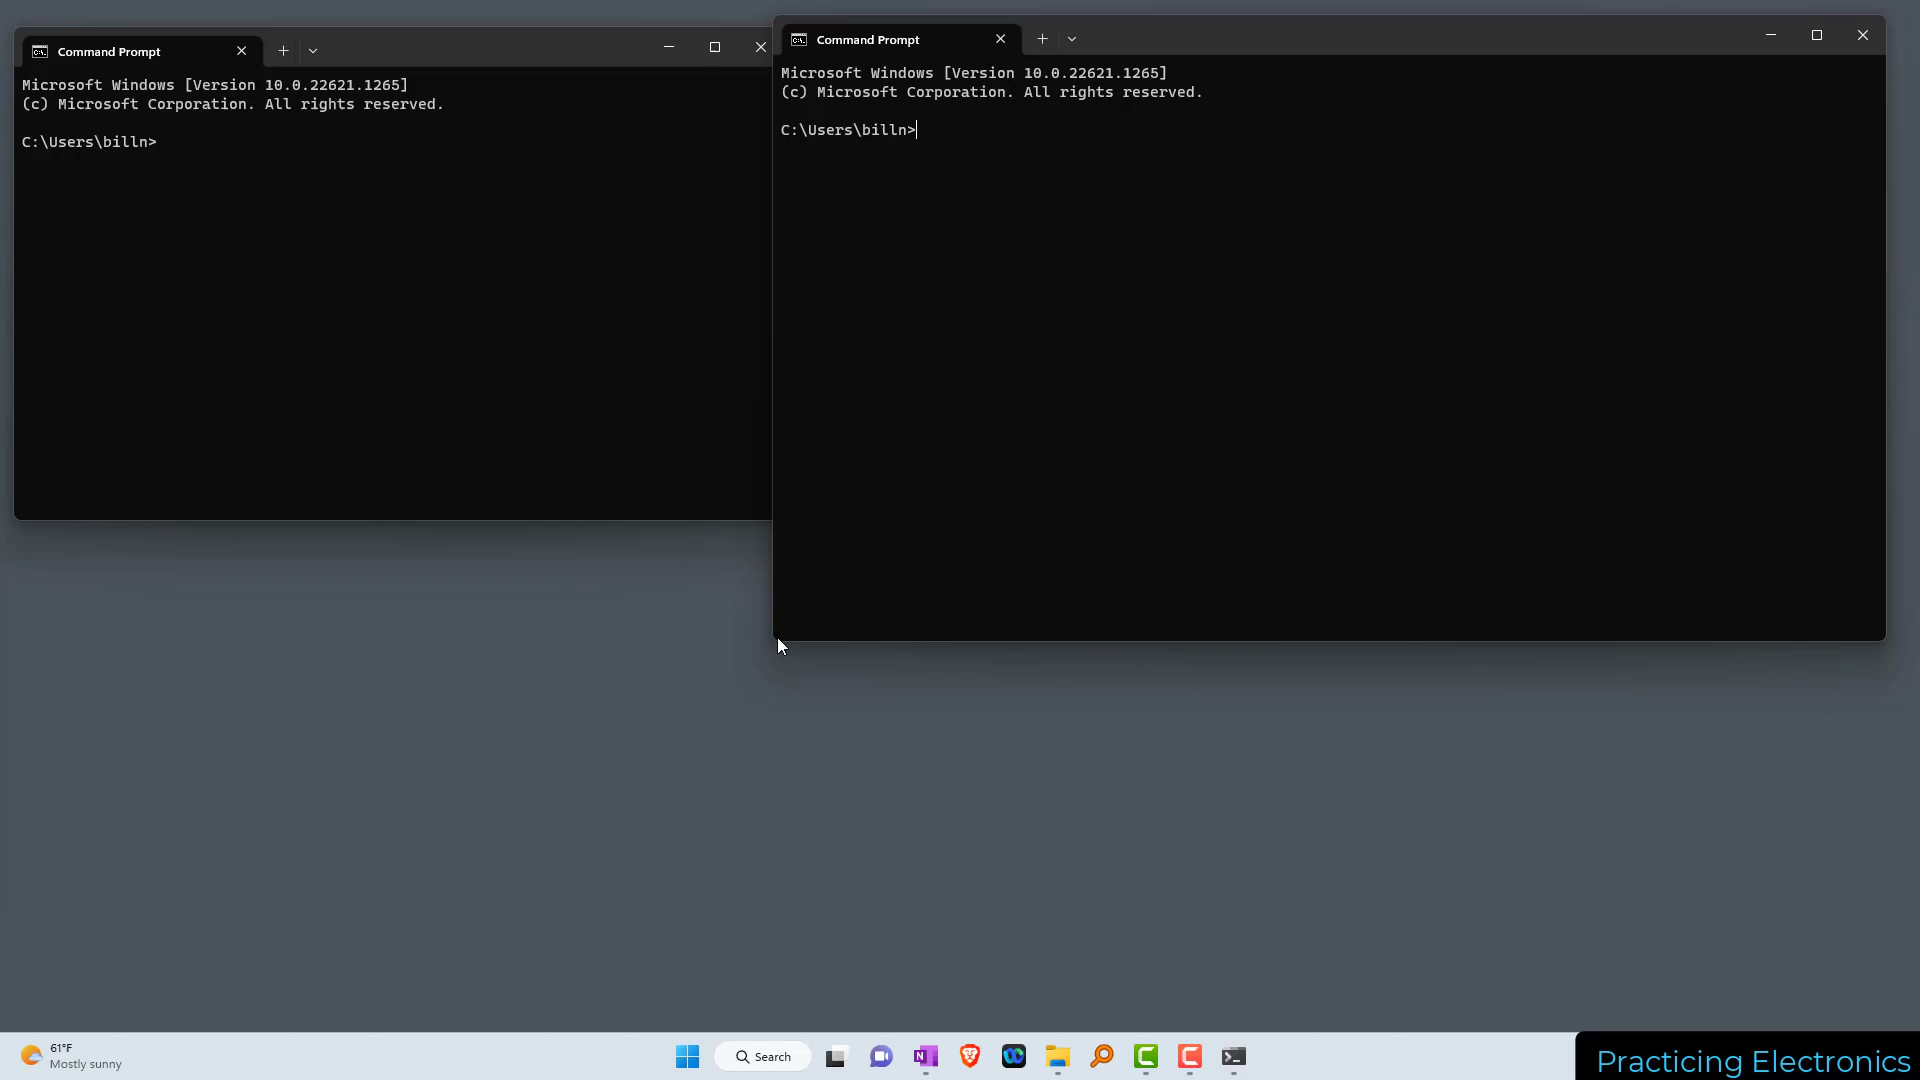 Command Prompt
Microsoft Windows [Version 10.0.22621.1265]
(c) Microsoft Corporation. All rights reserved.
C:\Users\billn>
Command Prompt
Microsoft Windows [Version 10.0.22621.1265]
(c) Microsoft Corporation. All rights reserved.
C:\Users\billn>
61°F
Mostly sunny
Search
Practicing Electronics